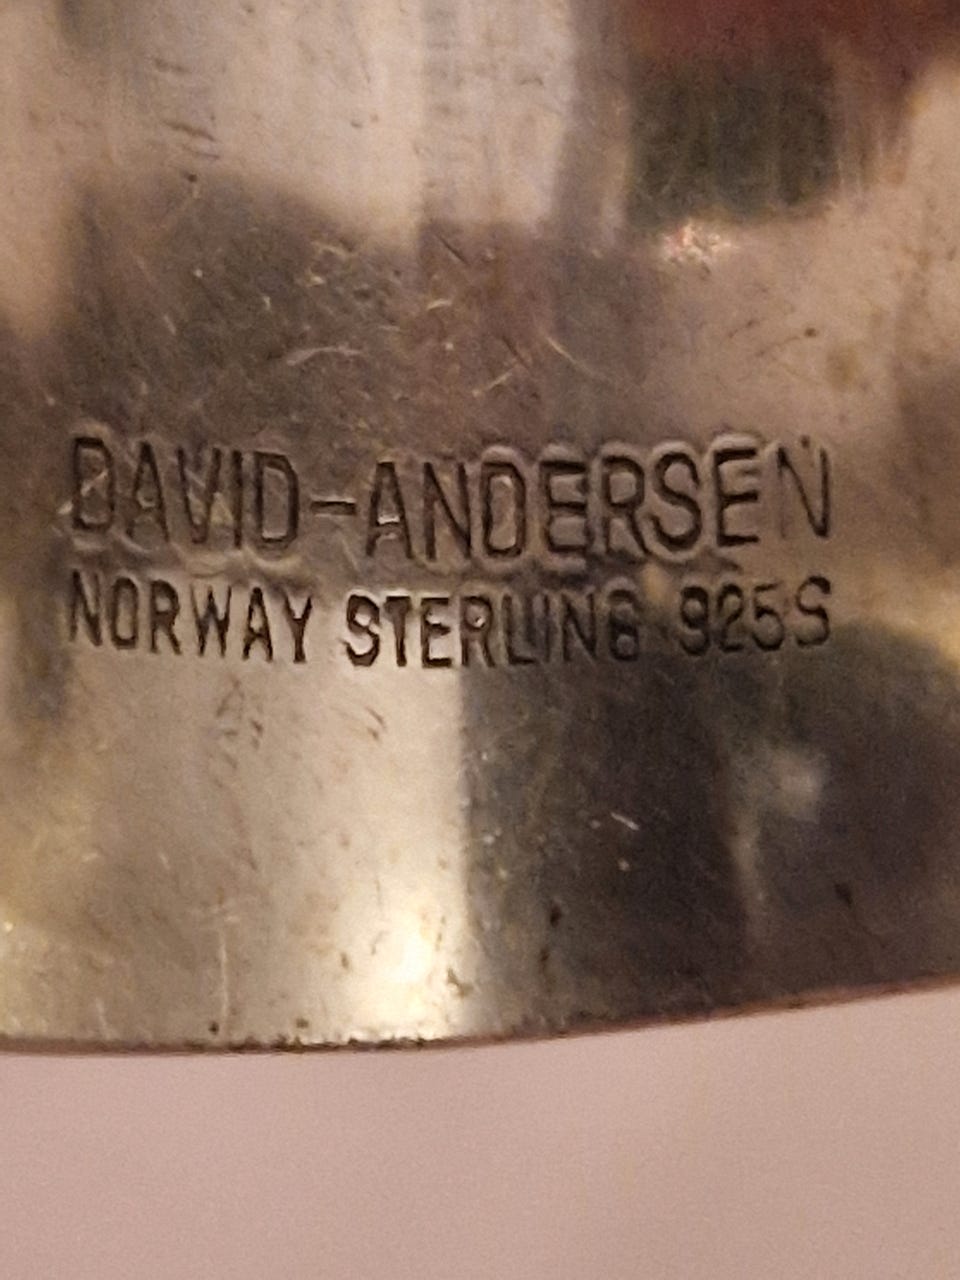 DAVID-ANDERSEN
NORWAY STERLING 925S